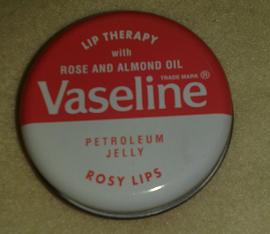 LIP THERAPY
with
ROSE AND ALMOND OIL
TRADE MARK
Vaseline®
PETROLEUM
JELLY
ROSY LIPS